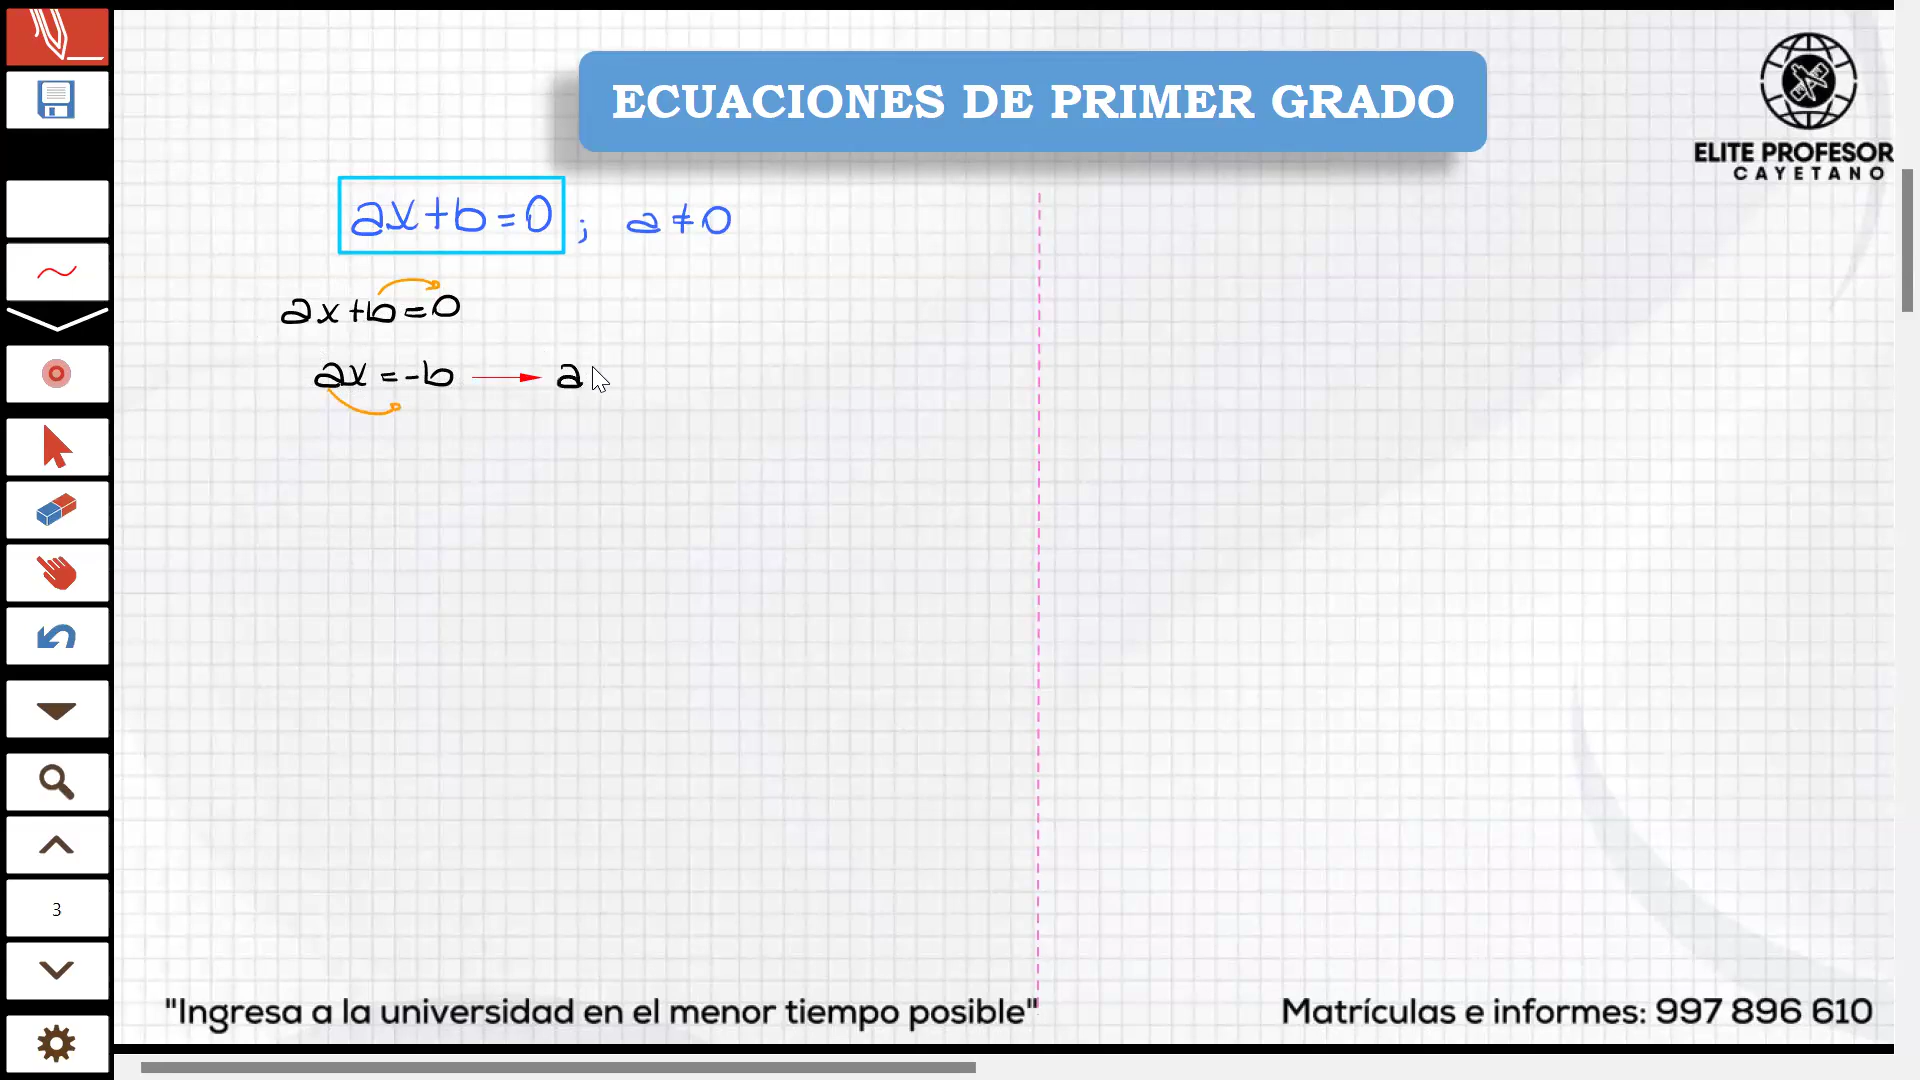 ECUACIONES DE PRIMER GRADO
ELITE PROFESOR
CAYETANO
ax+b=0 ; a≠0
ax+b=0
ax=-b → a
3
"Ingresa a la universidad en el menor tiempo posible"
Matrículas e informes: 997 896 610